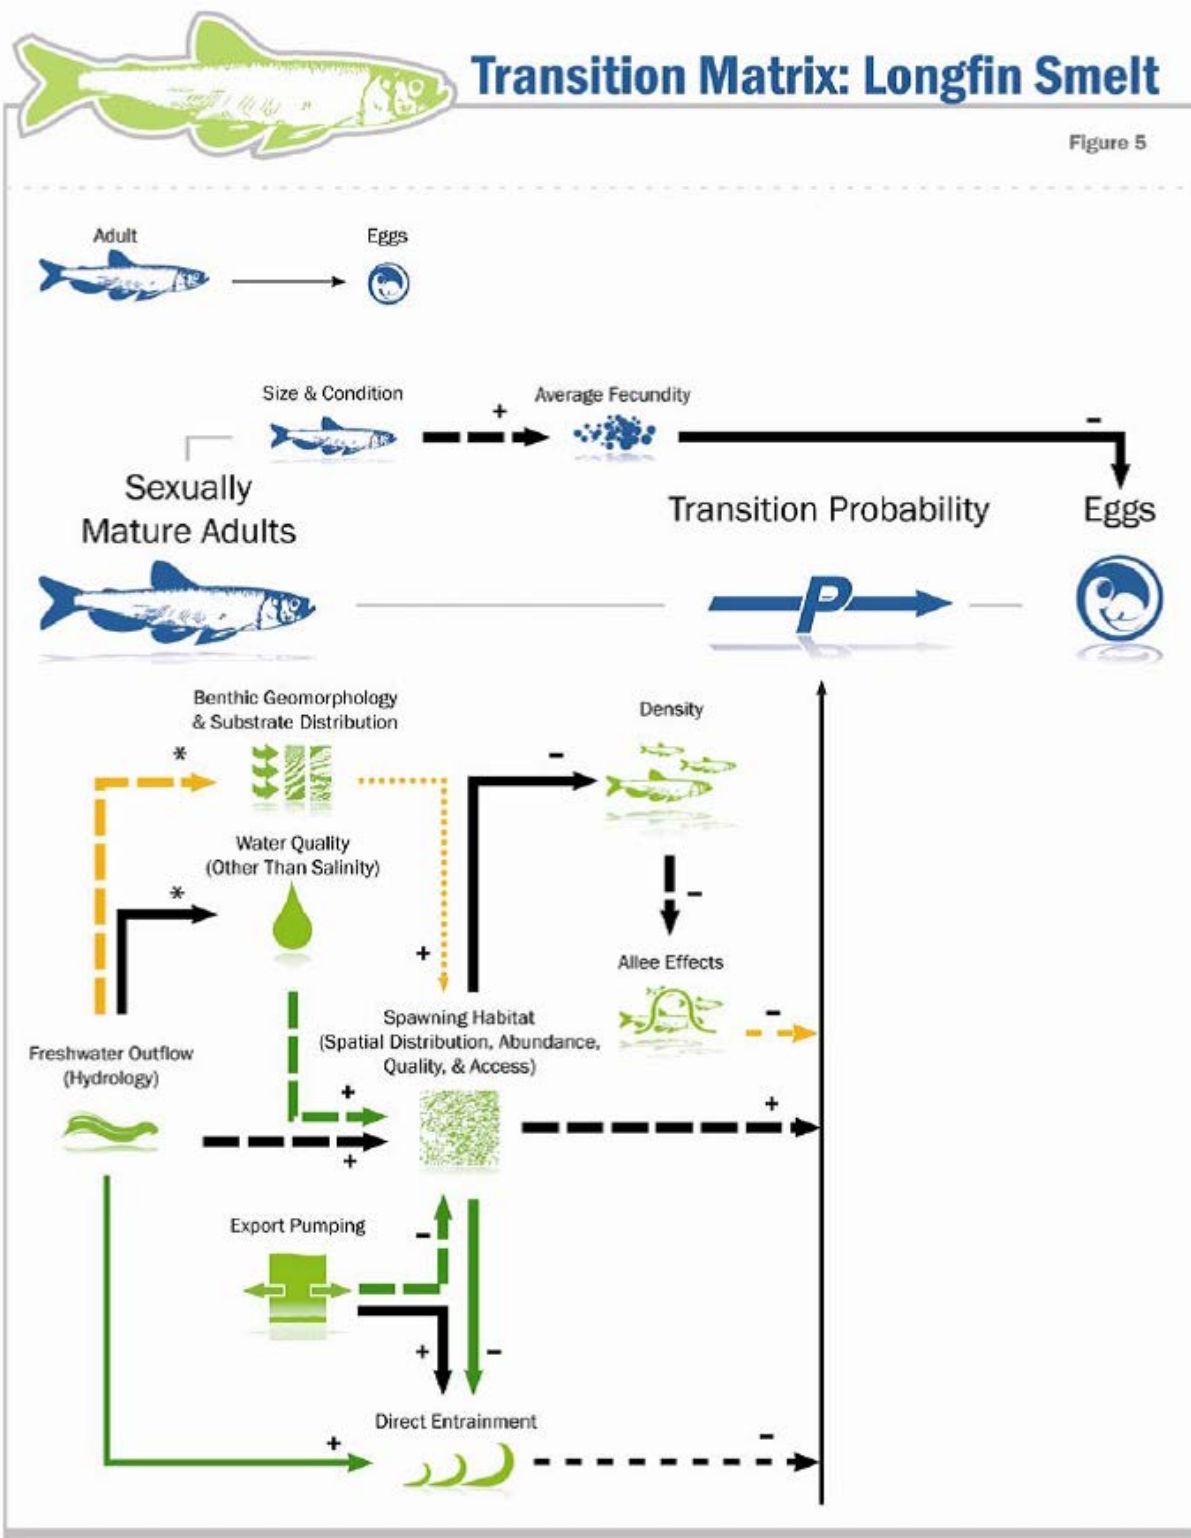 Transition Matrix: Longfin Smelt
Figure 5
Adult
Eggs
Size & Condition
+
Average Fecundity
–
Sexually
Mature Adults
Transition Probability
Eggs
P
Benthic Geomorphology
& Substrate Distribution
Density
*
–
Water Quality
(Other Than Salinity)
*
–
+
Allee Effects
–
Spawning Habitat
(Spatial Distribution, Abundance,
Quality, & Access)
Freshwater Outflow
(Hydrology)
+
+
+
Export Pumping
–
+
–
Direct Entrainment
+
–